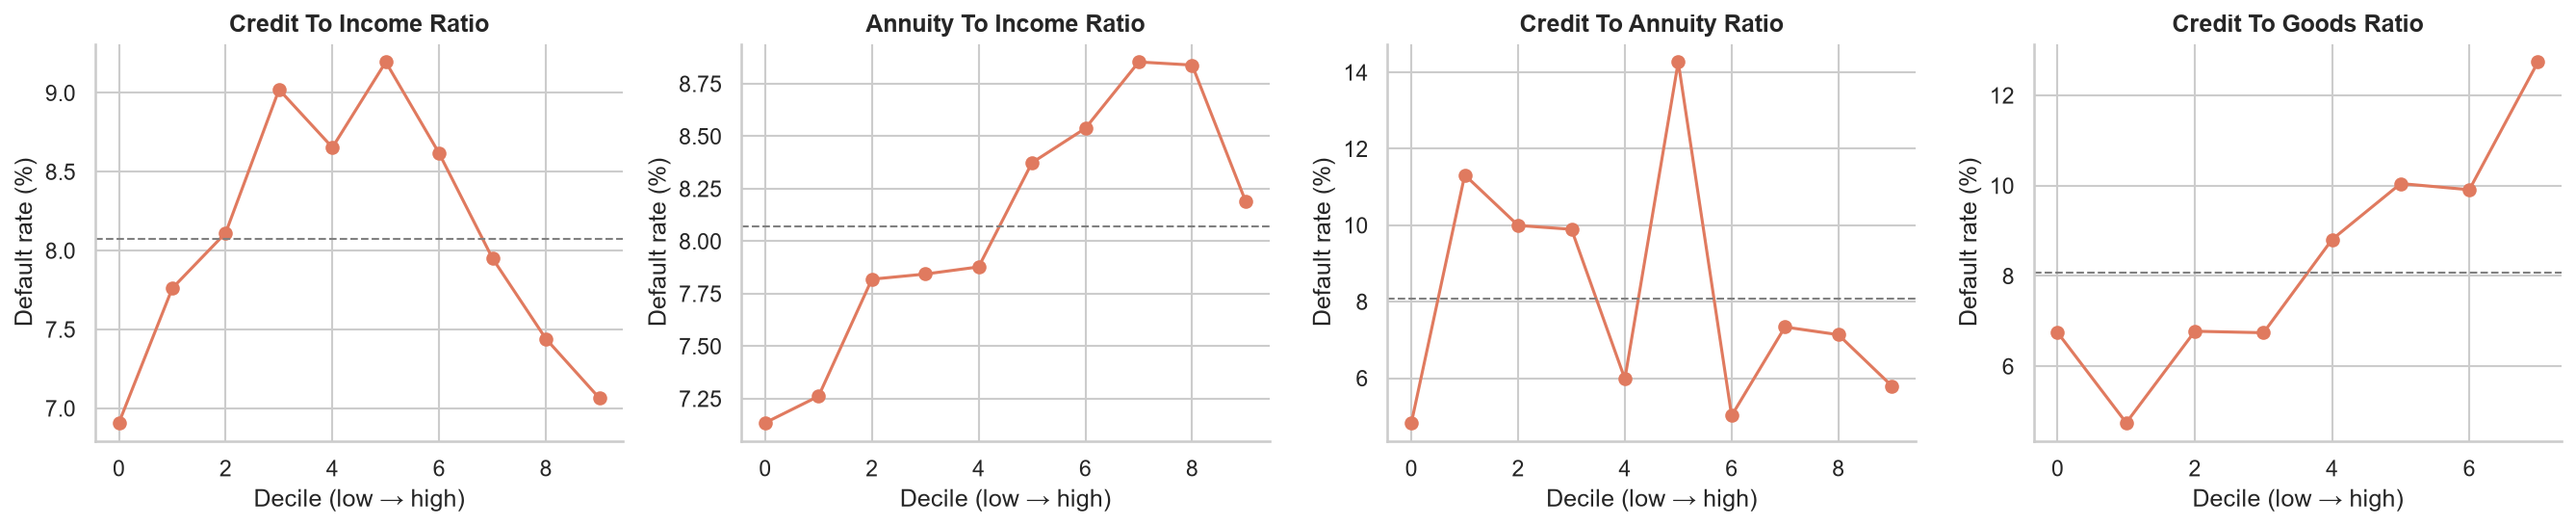 Credit To Income Ratio
Default rate (%)
9.0
8.5
8.0
7.5
7.0
0 2 4 6 8
Decile (low → high)
Annuity To Income Ratio
Default rate (%)
8.75
8.50
8.25
8.00
7.75
7.50
7.25
0 2 4 6 8
Decile (low → high)
Credit To Annuity Ratio
Default rate (%)
14
12
10
8
6
0 2 4 6 8
Decile (low → high)
Credit To Goods Ratio
Default rate (%)
12
10
8
6
0 2 4 6
Decile (low → high)